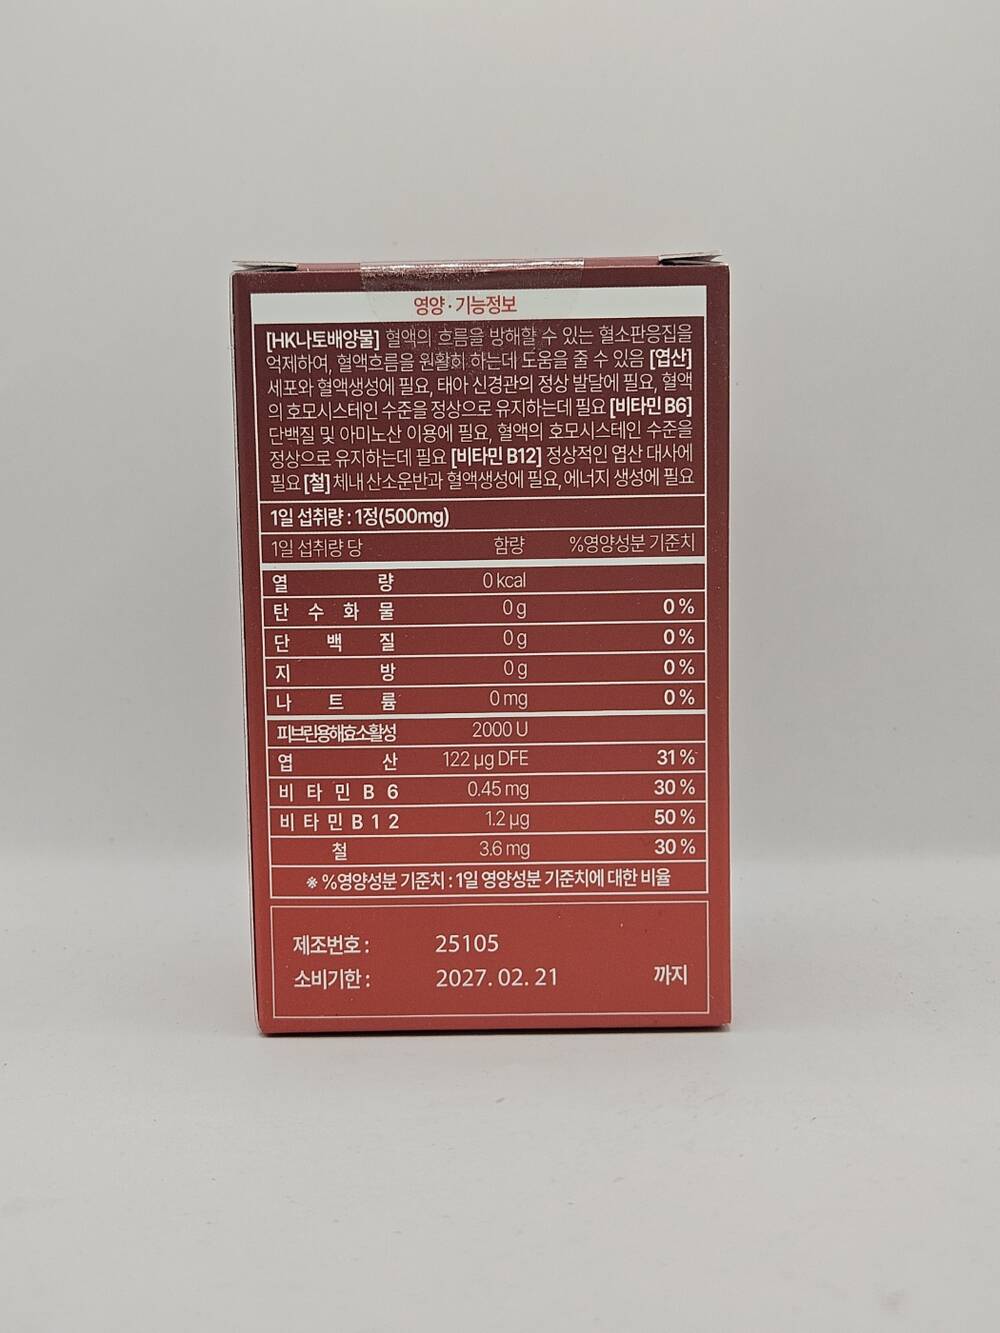 영양·기능정보
[HK나토배양물] 혈액의 흐름을 방해할 수 있는 혈소판응집을
억제하여, 혈액흐름을 원활히 하는데 도움을 줄 수 있음 [엽산]
세포와 혈액생성에 필요, 태아 신경관의 정상 발달에 필요, 혈액
의 호모시스테인 수준을 정상으로 유지하는데 필요 [비타민 B6]
단백질 및 아미노산 이용에 필요, 혈액의 호모시스테인 수준을
정상으로 유지하는데 필요 [비타민 B12] 정상적인 엽산 대사에
필요 [철] 체내 산소운반과 혈액생성에 필요, 에너지 생성에 필요
1일 섭취량 : 1정(500mg)
1일 섭취량 당 함량 %영양성분 기준치
열 량 0 kcal
탄 수 화 물 0 g 0 %
단 백 질 0 g 0 %
지 방 0 g 0 %
나 트 륨 0 mg 0 %
피브린용해효소활성 2000 U
엽 산 122 μg DFE 31 %
비 타 민 B 6 0.45 mg 30 %
비 타 민 B 1 2 1.2 μg 50 %
철 3.6 mg 30 %
※ %영양성분 기준치 : 1일 영양성분 기준치에 대한 비율
제조번호 : 25105
소비기한 : 2027. 02. 21 까지